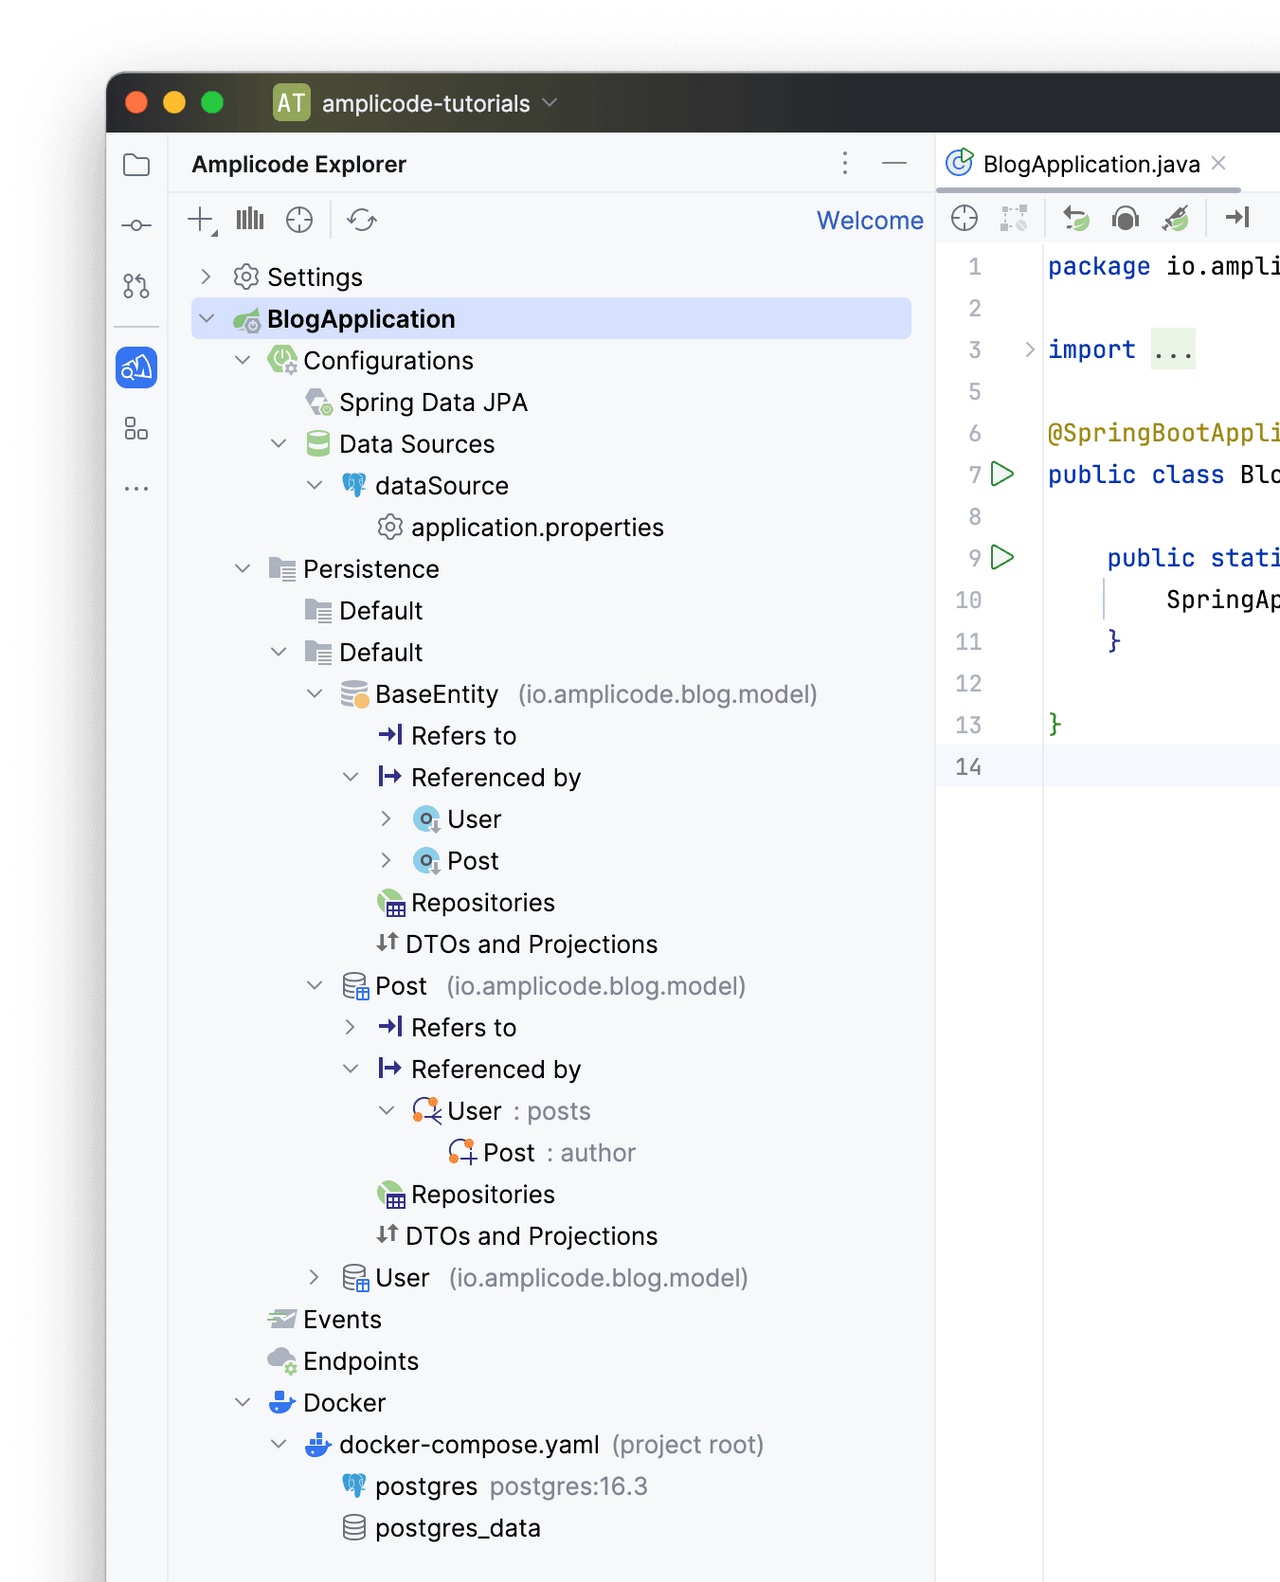 AT amplicode-tutorials
Amplicode Explorer
Welcome
Settings
BlogApplication
Configurations
Spring Data JPA
Data Sources
dataSource
application.properties
Persistence
Default
Default
BaseEntity (io.amplicode.blog.model)
Refers to
Referenced by
User
Post
Repositories
DTOs and Projections
Post (io.amplicode.blog.model)
Refers to
Referenced by
User : posts
Post : author
Repositories
DTOs and Projections
User (io.amplicode.blog.model)
Events
Endpoints
Docker
docker-compose.yaml (project root)
postgres postgres:16.3
postgres_data
BlogApplication.java
1 package io.ampli
2
3 import ...
5
6 @SpringBootAppli
7 public class Blo
8
9 public stati
10 SpringAp
11 }
12
13 }
14